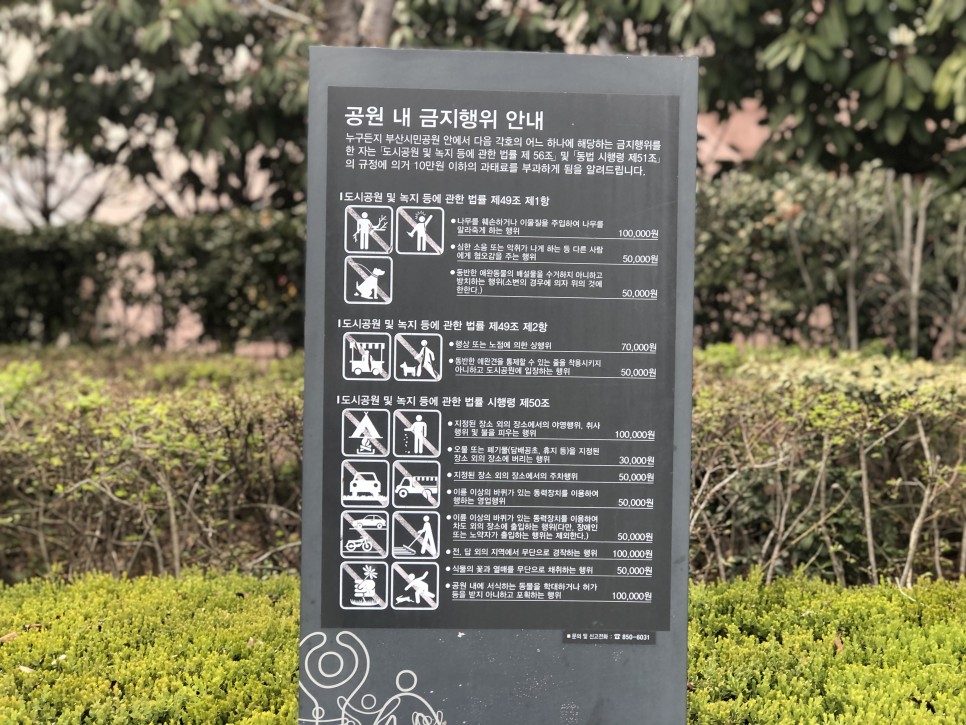 공원 내 금지행위 안내
누구든지 부산시민공원 안에서 다음 각호의 어느 하나에 해당하는 금지행위를
한 자는 「도시공원 및 녹지 등에 관한 법률 제 56조」 및 「동법 시행령 제51조」
의 규정에 의거 10만원 이하의 과태료를 부과하게 됨을 알려드립니다.
도시공원 및 녹지 등에 관한 법률 제49조 제1항
● 나무를 훼손하거나 이물질을 주입하여 나무를
말라죽게 하는 행위 100,000원
● 심한 소음 또는 악취가 나게 하는 등 다른 사람
에게 혐오감을 주는 행위 50,000원
● 동반한 애완동물의 배설물을 수거하지 아니하고
방치하는 행위(소변의 경우에 의자 위의 것에
한한다.) 50,000원
도시공원 및 녹지 등에 관한 법률 제49조 제2항
● 행상 또는 노점에 의한 상행위 70,000원
● 동반한 애완견을 통제할 수 있는 줄을 착용시키지
아니하고 도시공원에 입장하는 행위 50,000원
도시공원 및 녹지 등에 관한 법률 시행령 제50조
● 지정된 장소 외의 장소에서의 야영행위, 취사
행위 및 불을 피우는 행위 100,000원
● 오물 또는 폐기물(담배꽁초, 휴지 등)을 지정된
장소 외의 장소에 버리는 행위 30,000원
● 지정된 장소 외의 장소에서의 주차행위 50,000원
● 이륜 이상의 바퀴가 있는 동력장치를 이용하여
행하는 영업행위 50,000원
● 이륜 이상의 바퀴가 있는 동력장치를 이용하여
차도 외의 장소에 출입하는 행위(다만, 장애인
또는 노약자가 출입하는 행위는 제외한다.) 50,000원
● 전, 답 외의 지역에서 무단으로 경작하는 행위 100,000원
● 식물의 꽃과 열매를 무단으로 채취하는 행위 50,000원
● 공원 내에 서식하는 동물을 학대하거나 허가
등을 받지 아니하고 포획하는 행위 100,000원
■ 문의 및 신고전화 : ☎ 850-6031